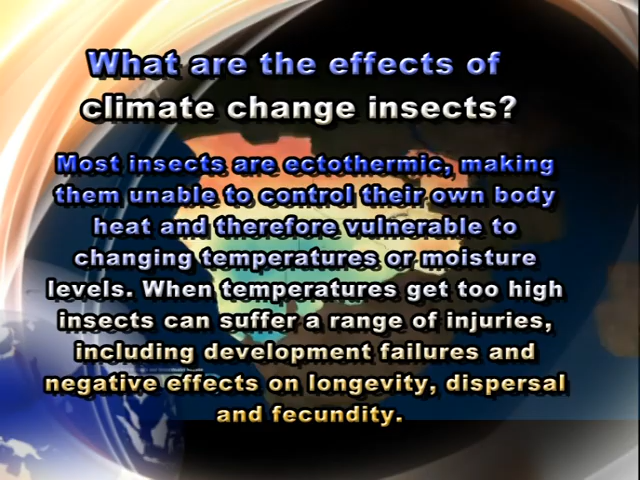 What are the effects of
climate change insects?
Most insects are ectothermic, making
them unable to control their own body
heat and therefore vulnerable to
changing temperatures or moisture
levels. When temperatures get too high
insects can suffer a range of injuries,
including development failures and
negative effects on longevity, dispersal
and fecundity.